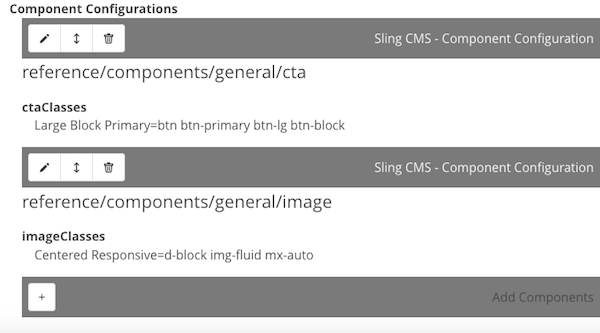 Component Configurations
Sling CMS - Component Configuration
reference/components/general/cta
ctaClasses
Large Block Primary=btn btn-primary btn-lg btn-block
Sling CMS - Component Configuration
reference/components/general/image
imageClasses
Centered Responsive=d-block img-fluid mx-auto
+ Add Components